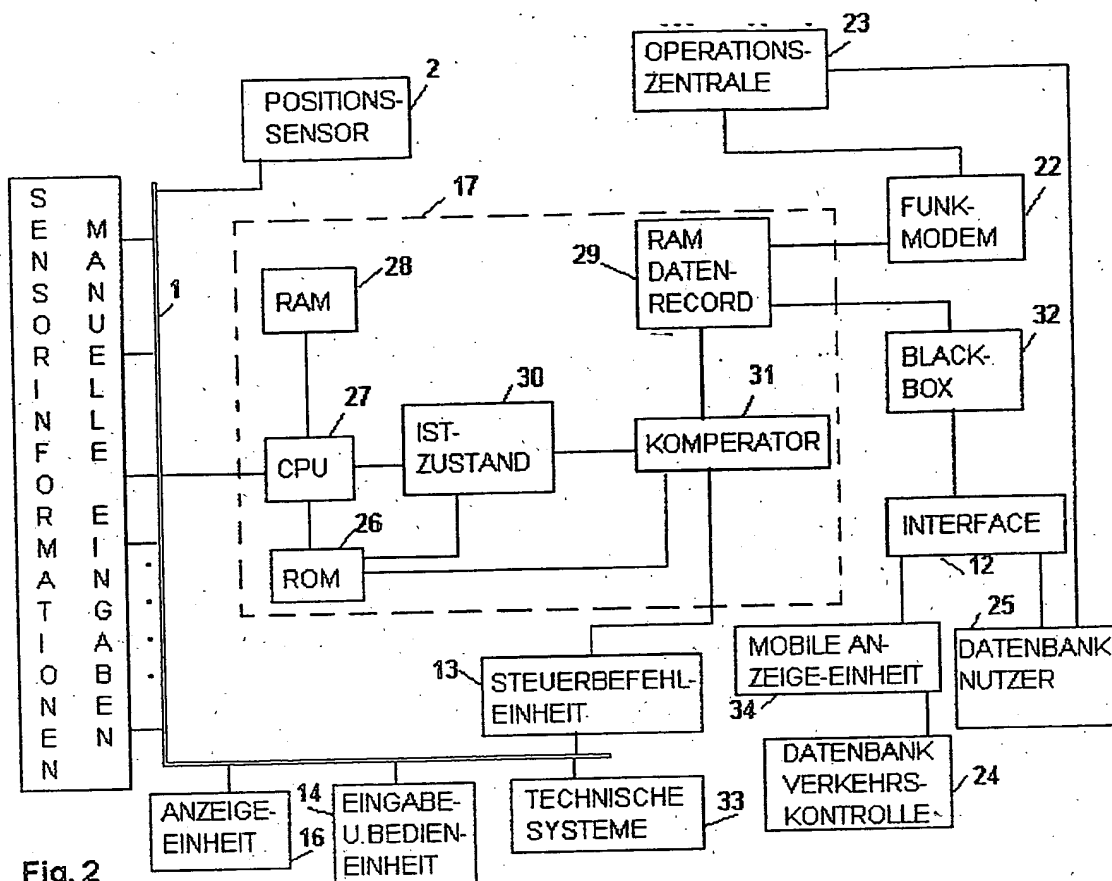 23
OPERATIONS-
ZENTRALE
2
POSITIONS-
SENSOR
17
22
FUNK-
MODEM
SENSORINFORMATIONEN
MANUELLE EINGABEN
1
28
RAM
29
RAM
DATEN-
RECORD
32
BLACK-
BOX
27
CPU
30
IST-
ZUSTAND
31
KOMPERATOR
26
ROM
INTERFACE
12
25
DATENBANK
NUTZER
13
STEUERBEFEHL-
EINHEIT
MOBILE AN-
ZEIGE-EINHEIT
34
DATENBANK
VERKEHRS-
KONTROLLE
24
ANZEIGE-
EINHEIT
16
14
EINGABE-
U.BEDIEN-
EINHEIT
TECHNISCHE
SYSTEME
33
Fig. 2